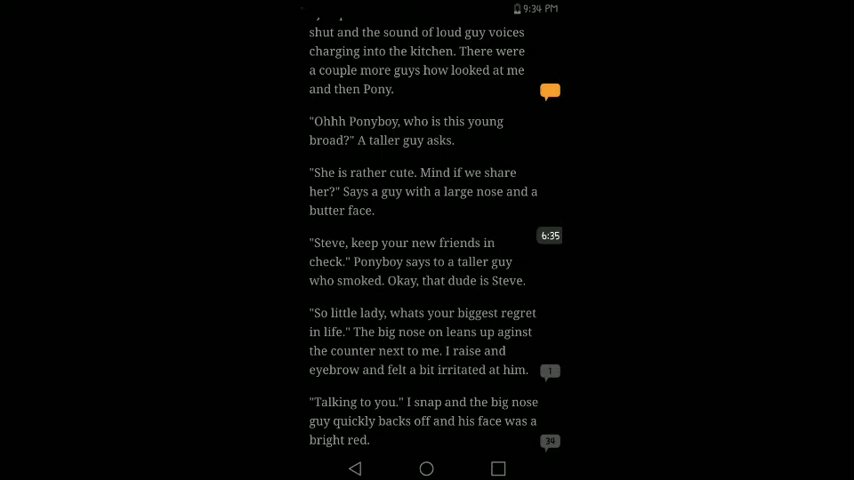 9:34 PM
shut and the sound of loud guy voices
charging into the kitchen. There were
a couple more guys how looked at me
and then Pony.
"Ohhh Ponyboy, who is this young
broad?" A taller guy asks.
"She is rather cute. Mind if we share
her?" Says a guy with a large nose and a
butter face.
6:35
"Steve, keep your new friends in
check." Ponyboy says to a taller guy
who smoked. Okay, that dude is Steve.
"So little lady, whats your biggest regret
in life." The big nose on leans up aginst
the counter next to me. I raise and
eyebrow and felt a bit irritated at him.
1
"Talking to you." I snap and the big nose
guy quickly backs off and his face was a
bright red.
34